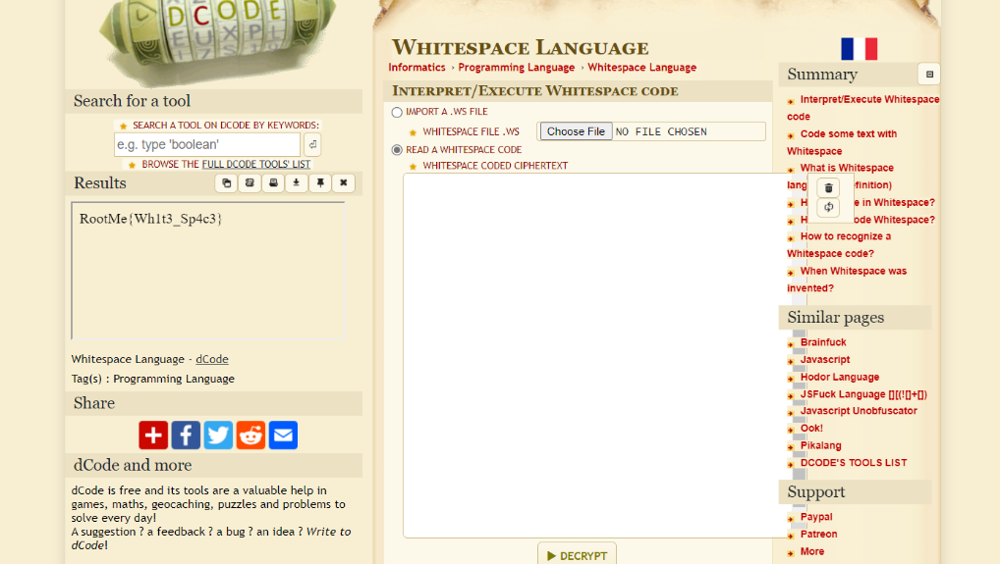 DCODE
EUXPL
Search for a tool
SEARCH A TOOL ON DCODE BY KEYWORDS:
e.g. type 'boolean'
BROWSE THE FULL DCODE TOOLS' LIST
Results
RootMe{Wh1t3_Sp4c3}
Whitespace Language - dCode
Tag(s) : Programming Language
Share
dCode and more
dCode is free and its tools are a valuable help in
games, maths, geocaching, puzzles and problems to
solve every day!
A suggestion ? a feedback ? a bug ? an idea ? Write to
dCode!
Whitespace Language
Informatics › Programming Language › Whitespace Language
Interpret/Execute Whitespace code
IMPORT A .WS FILE
WHITESPACE FILE .WS Choose File NO FILE CHOSEN
READ A WHITESPACE CODE
WHITESPACE CODED CIPHERTEXT
DECRYPT
Summary
Interpret/Execute Whitespace
code
Code some text with
Whitespace
What is Whitespace
lang finition)
H e in Whitespace?
H ode Whitespace?
How to recognize a
Whitespace code?
When Whitespace was
invented?
Similar pages
Brainfuck
Javascript
Hodor Language
JSFuck Language [][(![]+[])
Javascript Unobfuscator
Ook!
Pikalang
DCODE'S TOOLS LIST
Support
Paypal
Patreon
More